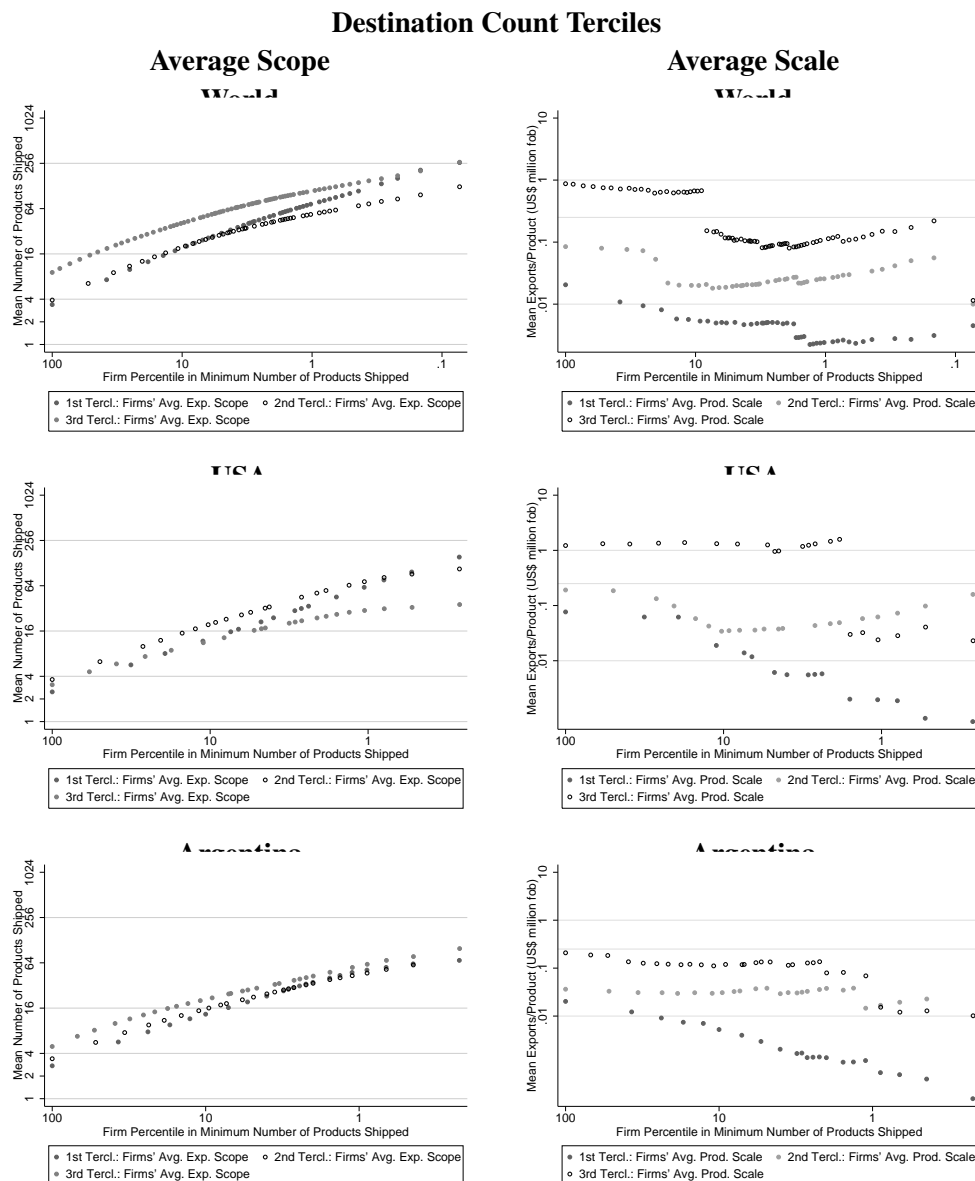 Destination Count Terciles
Average Scope
Average Scale
World
World
Mean Number of Products Shipped
1024
256
64
16
4
2
1
100
10
1
.1
Firm Percentile in Minimum Number of Products Shipped
1st Tercl.: Firms' Avg. Exp. Scope
2nd Tercl.: Firms' Avg. Exp. Scope
3rd Tercl.: Firms' Avg. Exp. Scope
Mean Exports/Product (US$ million fob)
10
1
.1
.01
100
10
1
.1
Firm Percentile in Minimum Number of Products Shipped
1st Tercl.: Firms' Avg. Prod. Scale
2nd Tercl.: Firms' Avg. Prod. Scale
3rd Tercl.: Firms' Avg. Prod. Scale
USA
USA
Mean Number of Products Shipped
1024
256
64
16
4
2
1
100
10
1
Firm Percentile in Minimum Number of Products Shipped
1st Tercl.: Firms' Avg. Exp. Scope
2nd Tercl.: Firms' Avg. Exp. Scope
3rd Tercl.: Firms' Avg. Exp. Scope
Mean Exports/Product (US$ million fob)
10
1
.1
.01
100
10
1
Firm Percentile in Minimum Number of Products Shipped
1st Tercl.: Firms' Avg. Prod. Scale
2nd Tercl.: Firms' Avg. Prod. Scale
3rd Tercl.: Firms' Avg. Prod. Scale
Argentina
Argentina
Mean Number of Products Shipped
1024
256
64
16
4
2
1
100
10
1
Firm Percentile in Minimum Number of Products Shipped
1st Tercl.: Firms' Avg. Exp. Scope
2nd Tercl.: Firms' Avg. Exp. Scope
3rd Tercl.: Firms' Avg. Exp. Scope
Mean Exports/Product (US$ million fob)
10
1
.1
.01
100
10
1
Firm Percentile in Minimum Number of Products Shipped
1st Tercl.: Firms' Avg. Prod. Scale
2nd Tercl.: Firms' Avg. Prod. Scale
3rd Tercl.: Firms' Avg. Prod. Scale